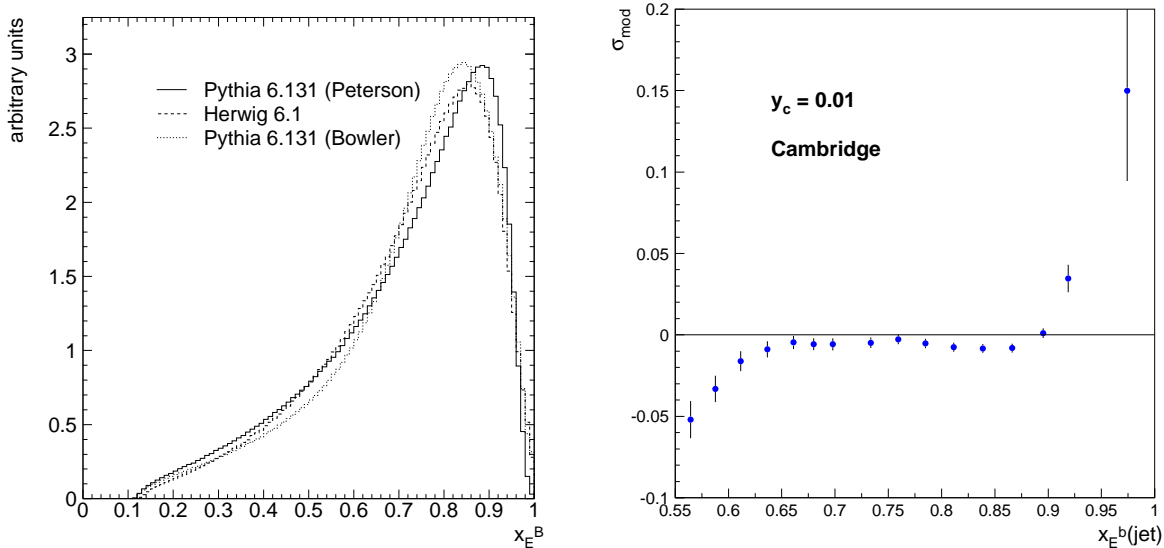 arbitrary units
3
2.5
2
1.5
1
0.5
0
Pythia 6.131 (Peterson)
Herwig 6.1
Pythia 6.131 (Bowler)
0 0.1 0.2 0.3 0.4 0.5 0.6 0.7 0.8 0.9 1
x_E^B
σ_mod
0.2
0.15
0.1
0.05
0
-0.05
-0.1
y_c = 0.01
Cambridge
0.55 0.6 0.65 0.7 0.75 0.8 0.85 0.9 0.95 1
x_E^b(jet)